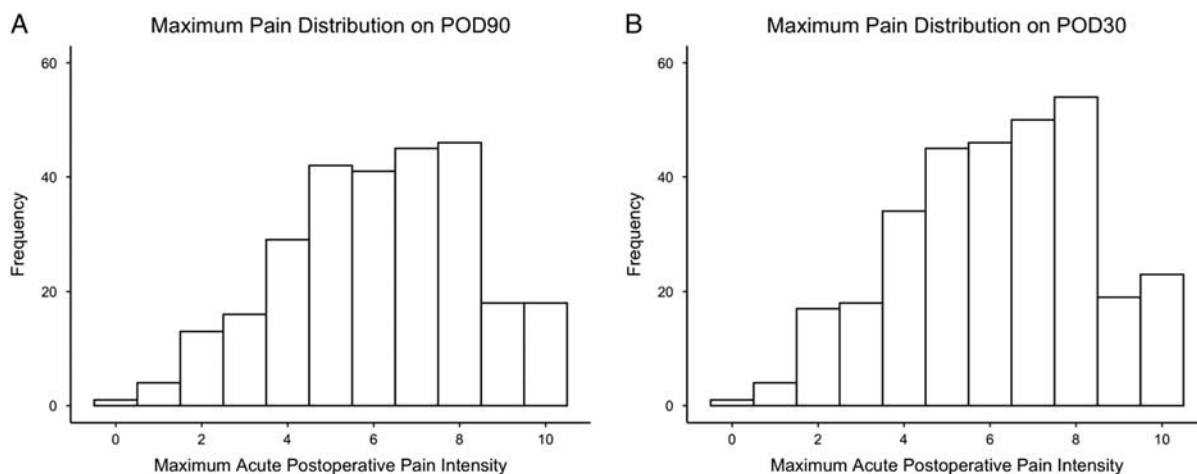 A
Maximum Pain Distribution on POD90
60
40
20
0
Frequency
0 2 4 6 8 10
Maximum Acute Postoperative Pain Intensity
B
Maximum Pain Distribution on POD30
60
40
20
0
Frequency
0 2 4 6 8 10
Maximum Acute Postoperative Pain Intensity